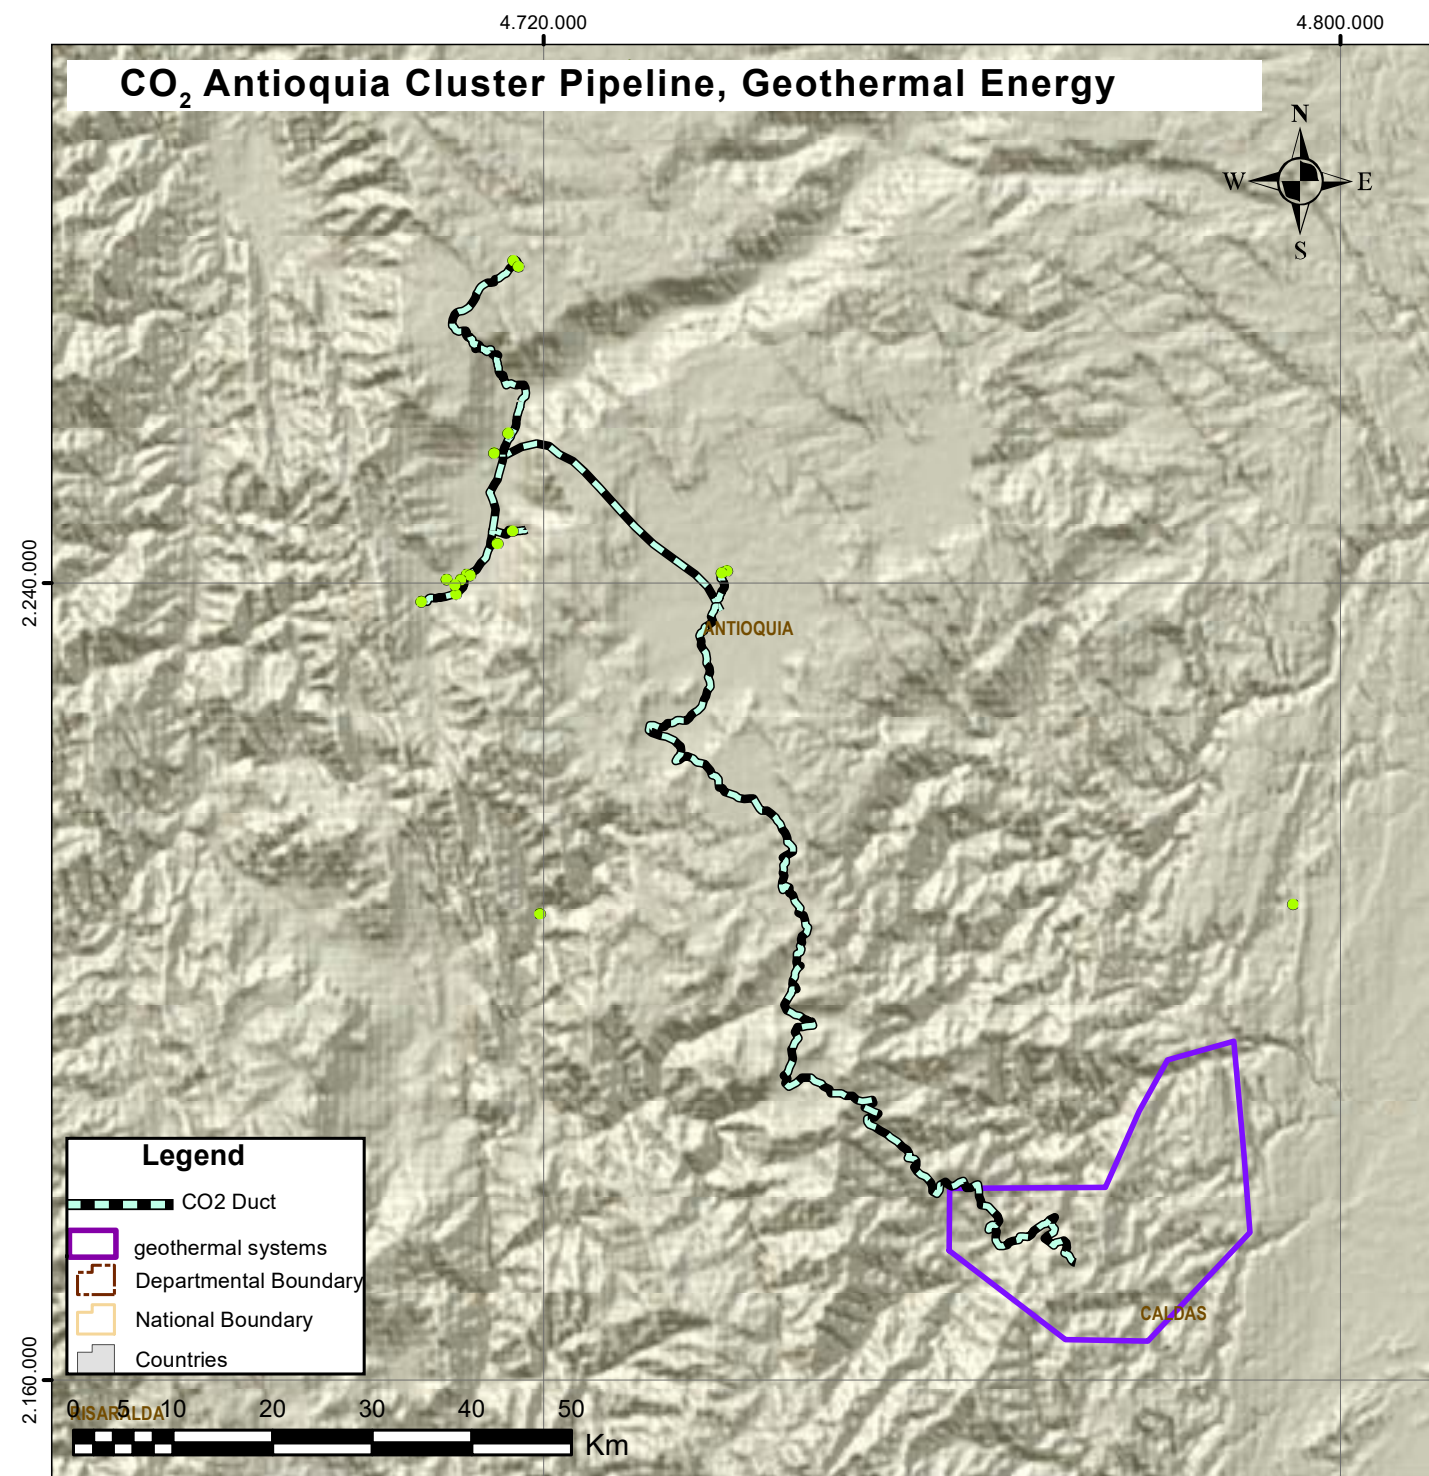 4.720.000
4.800.000
CO2 Antioquia Cluster Pipeline, Geothermal Energy
N
W E
S
2.240.000
ANTIOQUIA
CALDAS
2.160.000
Legend
CO2 Duct
geothermal systems
Departmental Boundary
National Boundary
Countries
RISARALDA
0 5 10 20 30 40 50
Km